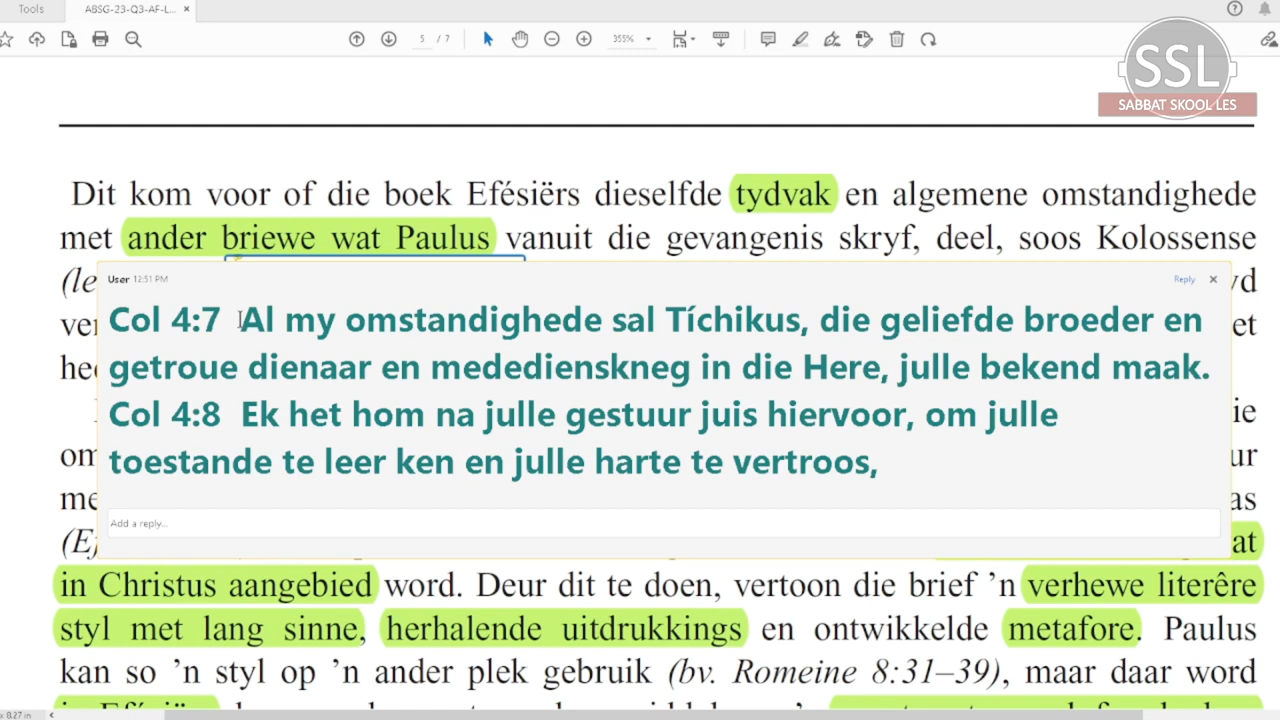 Tools
ABSG-23-Q3-AF-L... ×
5 / 7
355%
SSL
SABBAT SKOOL LES
Dit kom voor of die boek Efésiërs dieselfde tydvak en algemene omstandighede
met ander briewe wat Paulus vanuit die gevangenis skryf, deel, soos Kolossense
User 12:51 PM
Reply
Col 4:7 Al my omstandighede sal Tíchikus, die geliefde broeder en
getroue dienaar en mededienskneg in die Here, julle bekend maak.
Col 4:8 Ek het hom na julle gestuur juis hiervoor, om julle
toestande te leer ken en julle harte te vertroos,
Add a reply...
in Christus aangebied word. Deur dit te doen, vertoon die brief ’n verhewe literêre
styl met lang sinne, herhalende uitdrukkings en ontwikkelde metafore. Paulus
kan so ’n styl op ’n ander plek gebruik (bv. Romeine 8:31–39), maar daar word
x 8.27 in